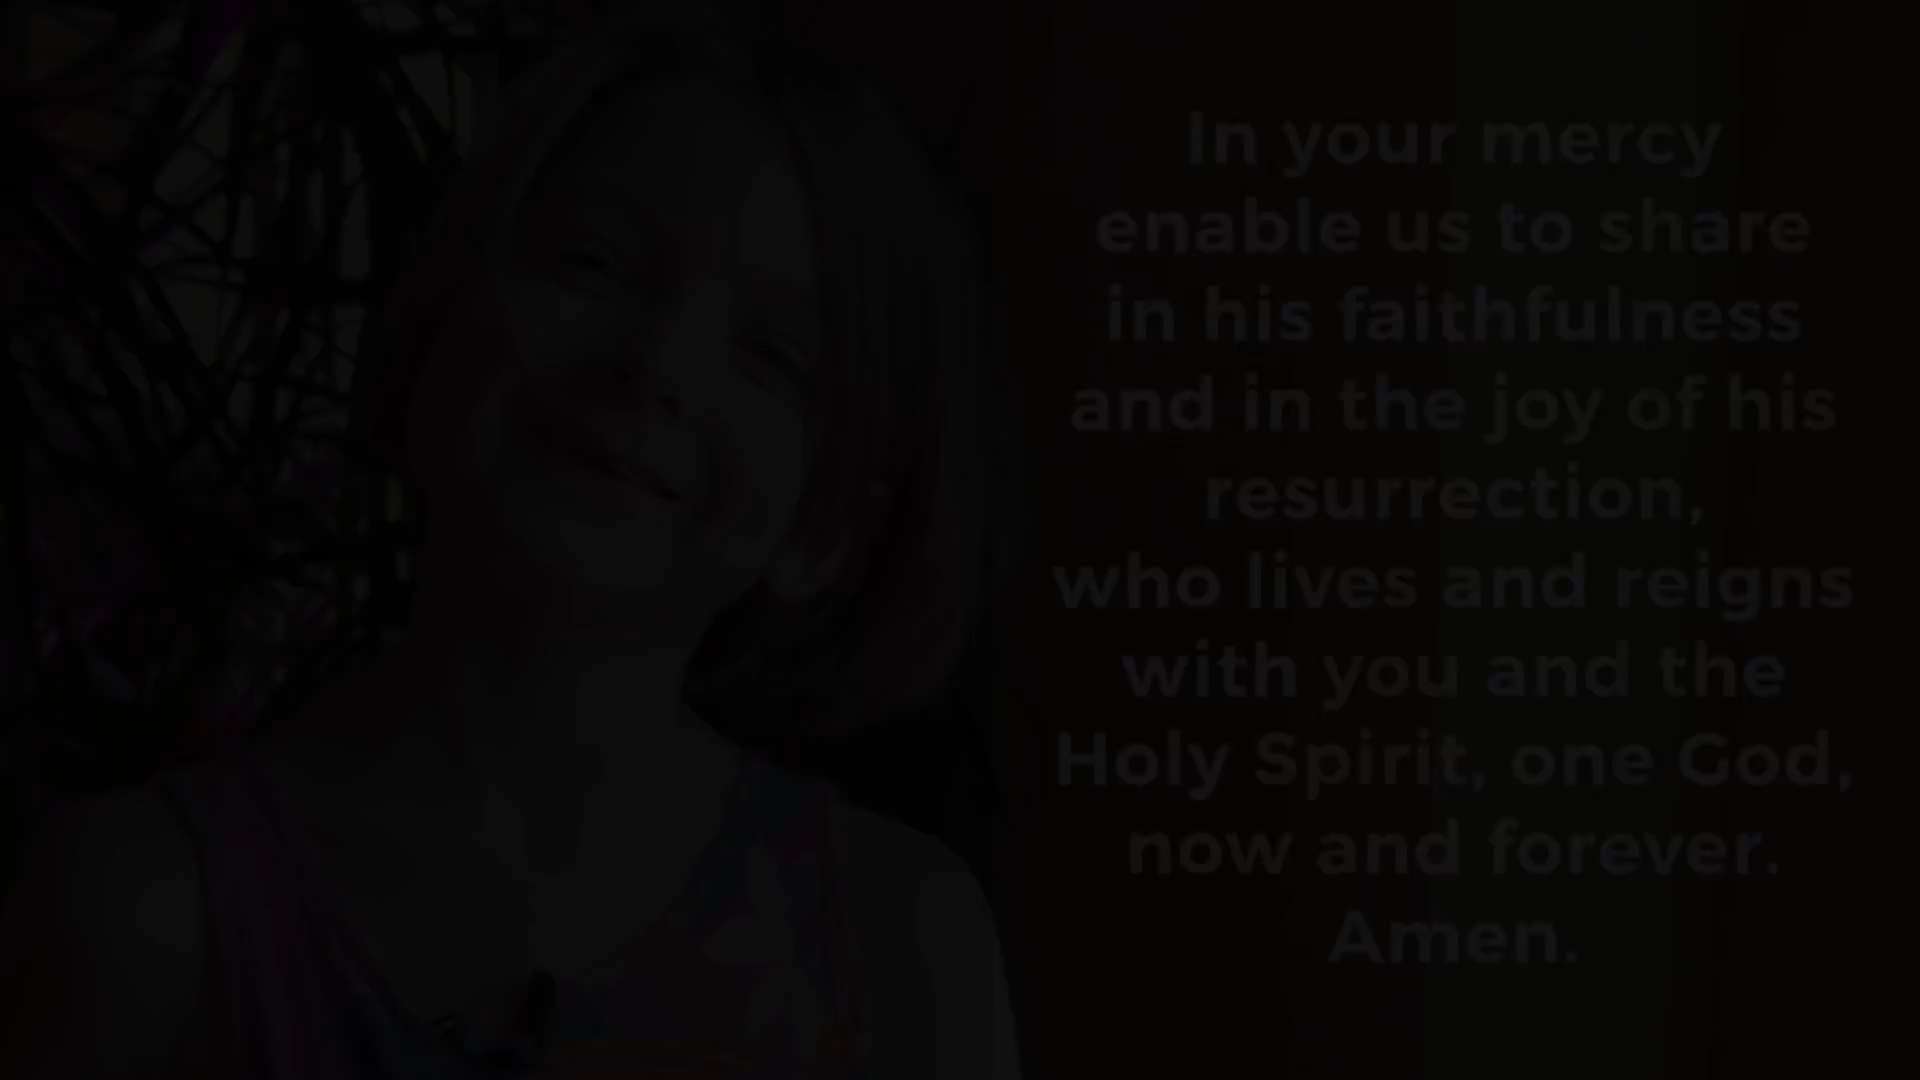 In your mercy
enable us to share
in his faithfulness
and in the joy of his
resurrection,
who lives and reigns
with you and the
Holy Spirit, one God,
now and forever.
Amen.